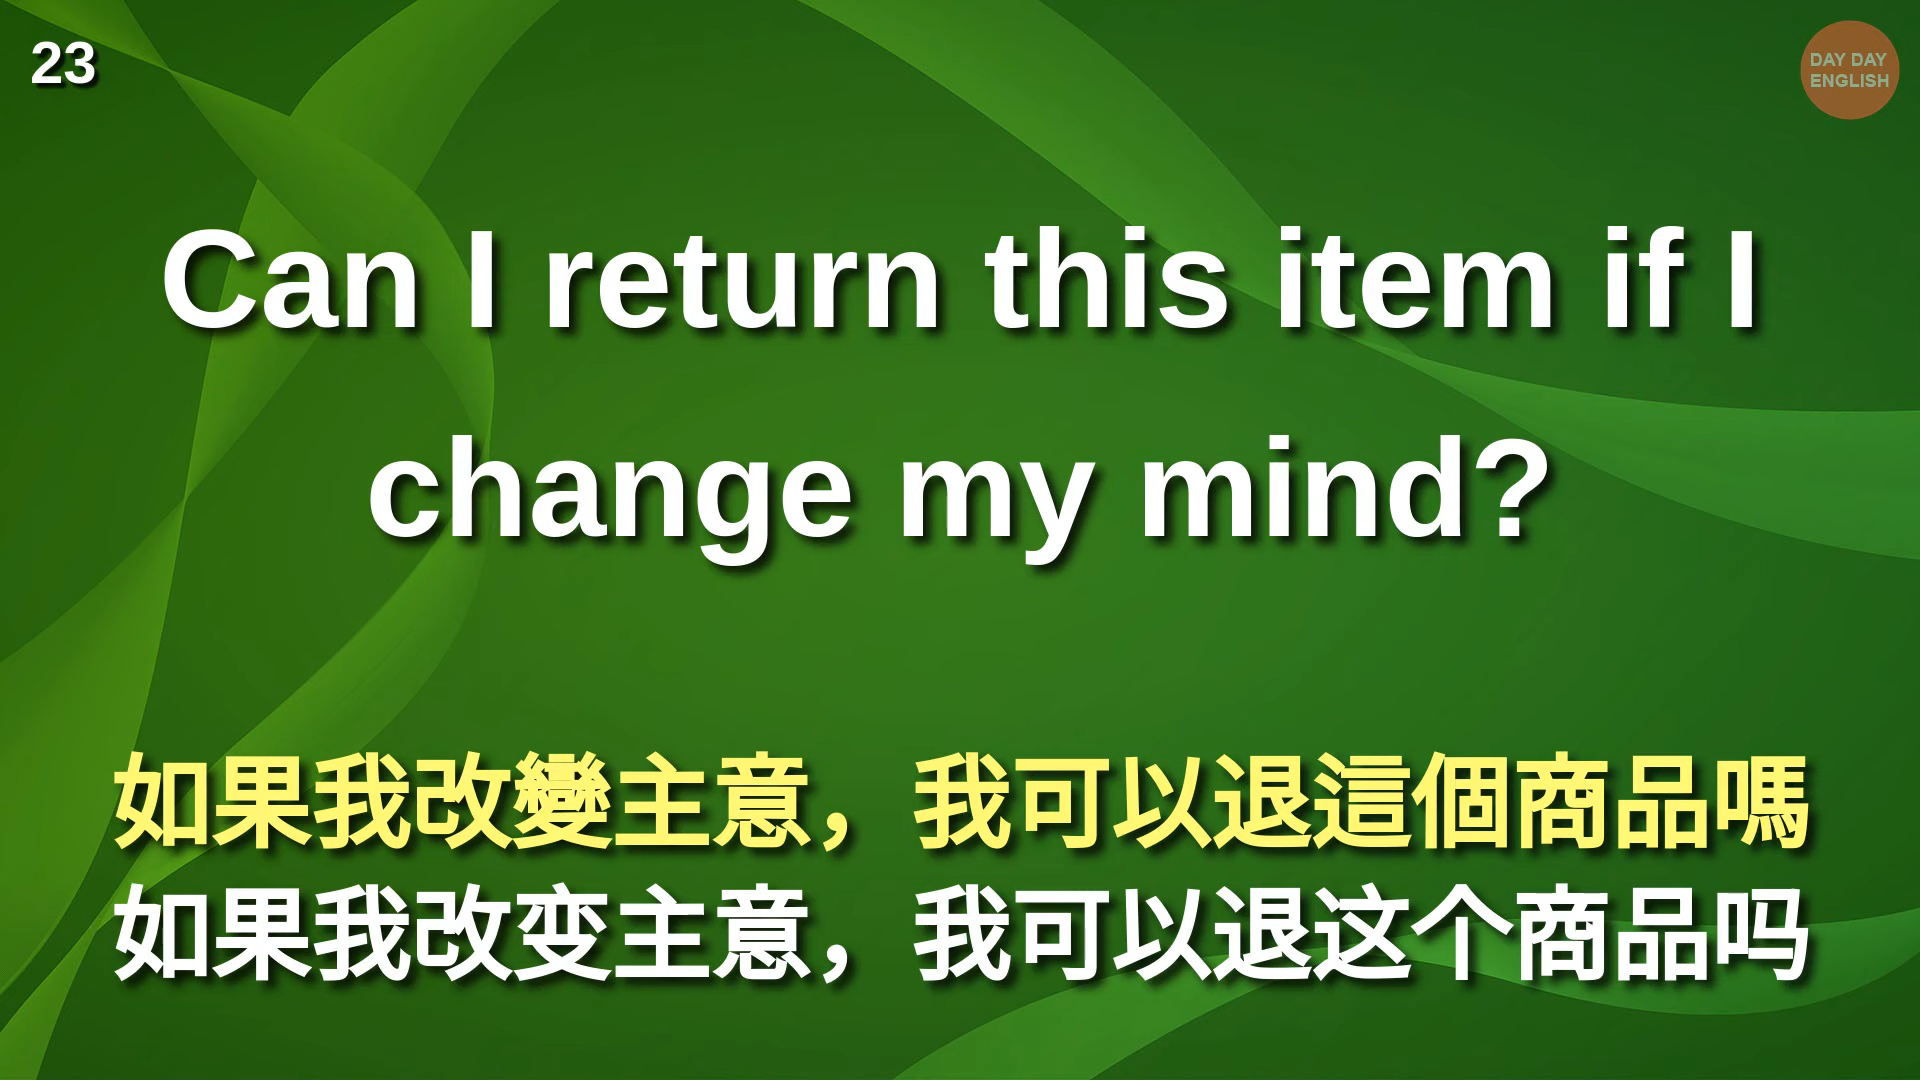 23
DAY DAY
ENGLISH
Can I return this item if I
change my mind?
如果我改變主意，我可以退這個商品嗎
如果我改变主意，我可以退这个商品吗